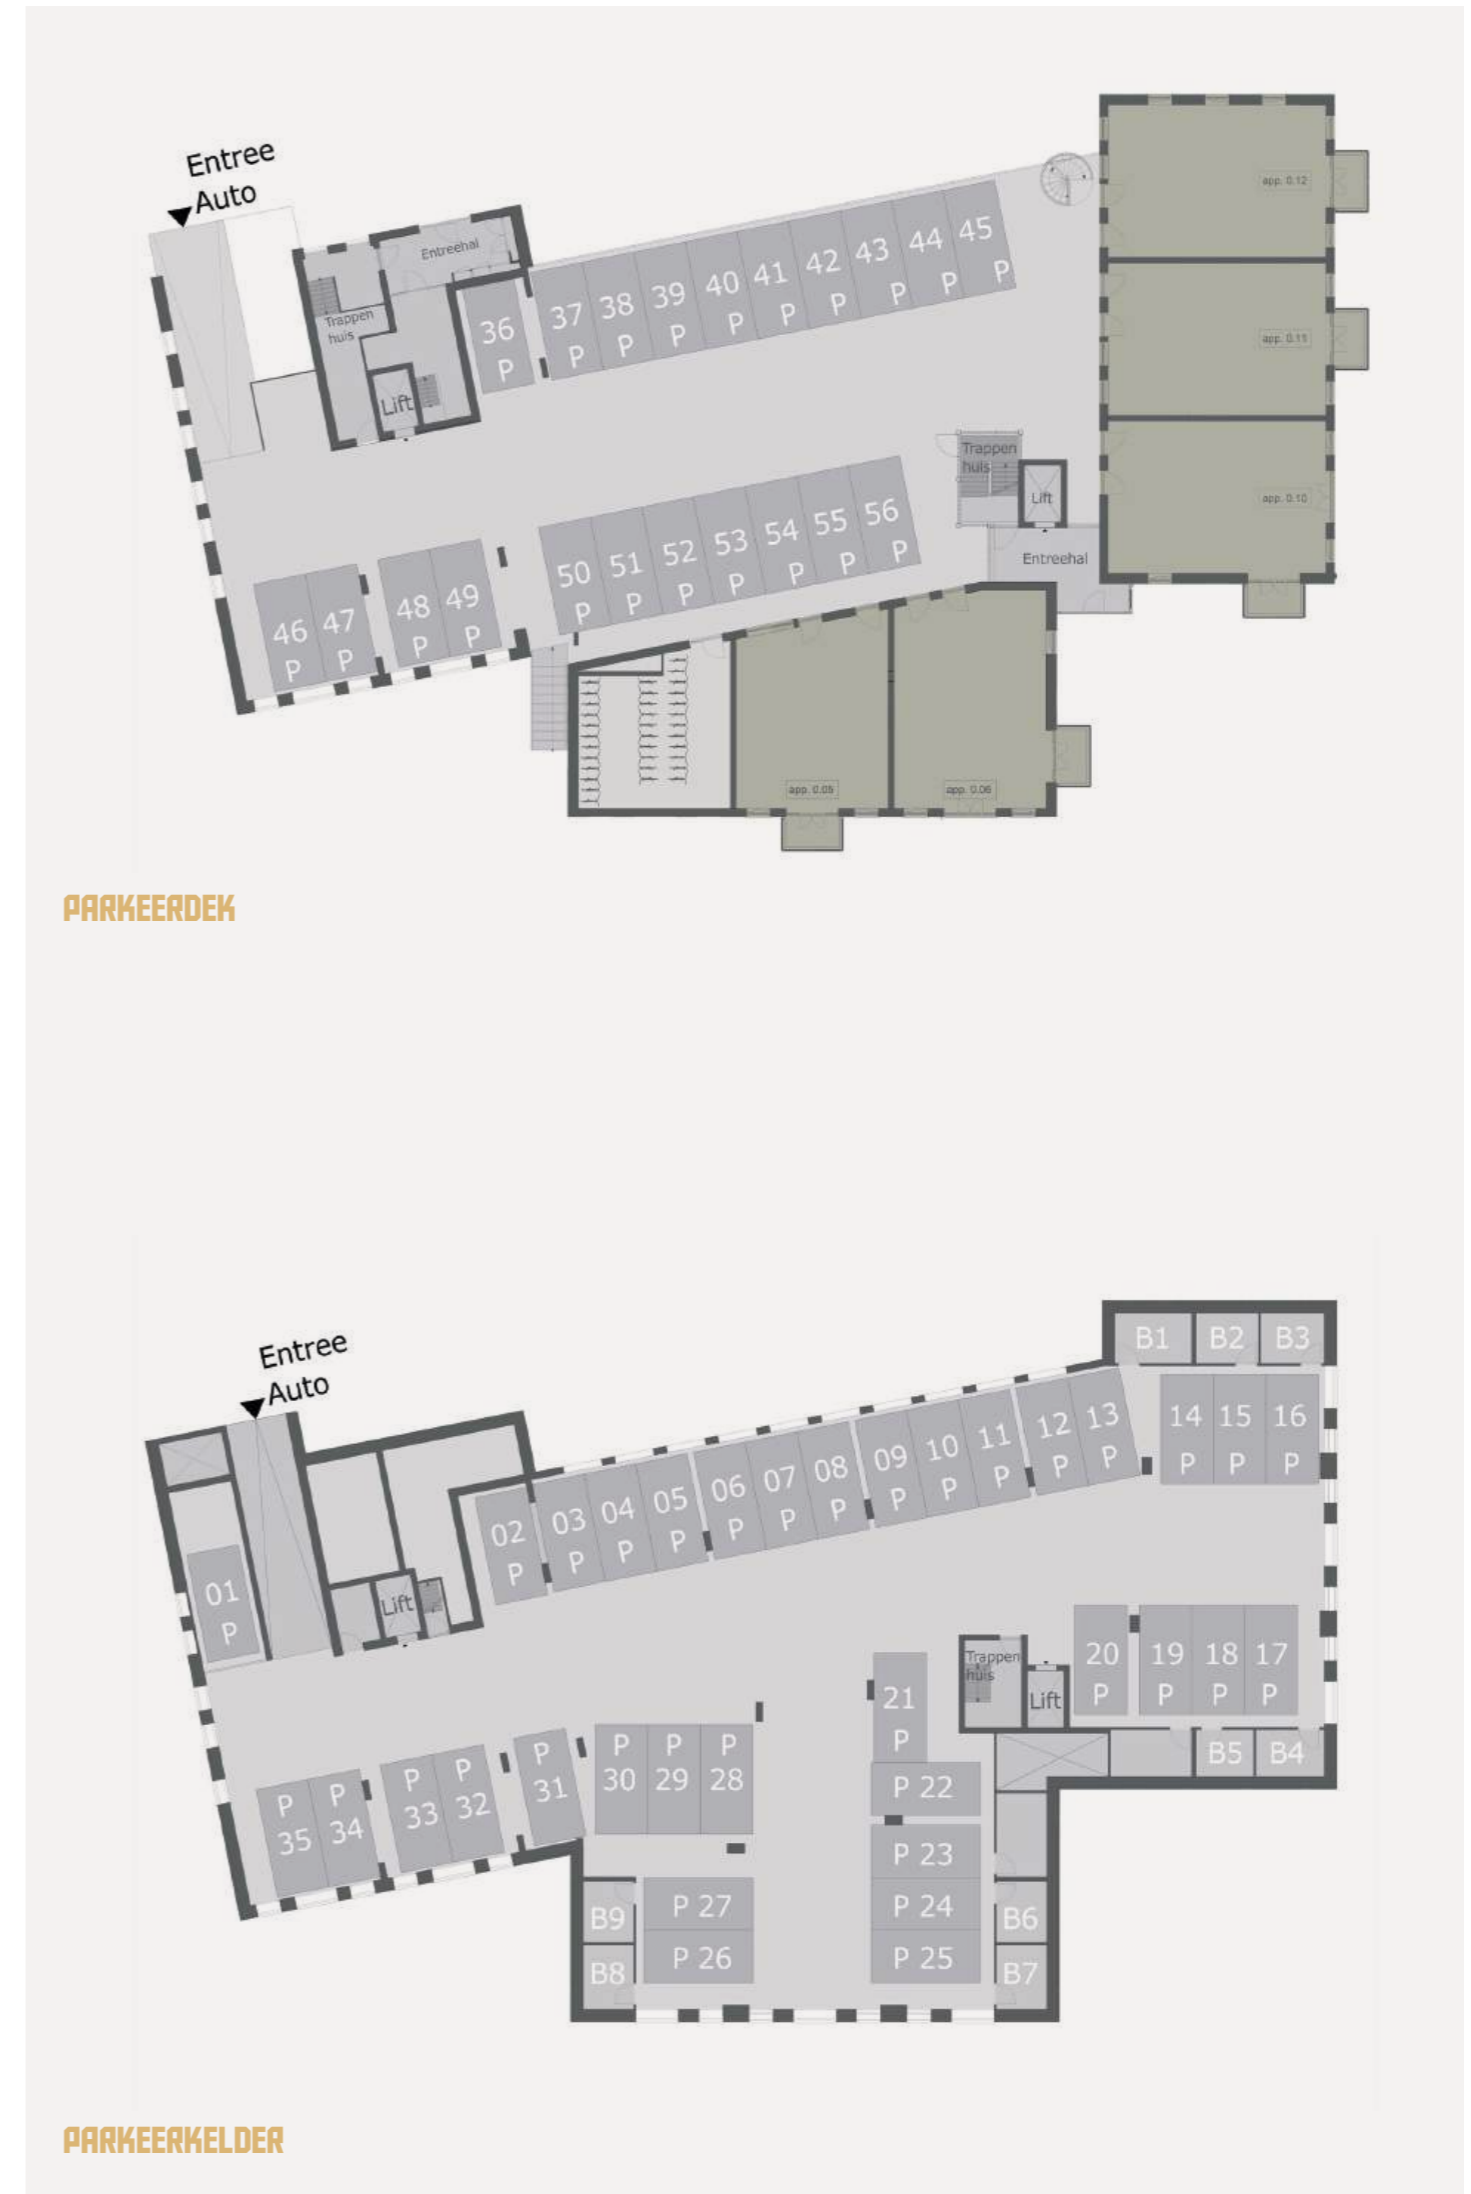 Entree
Auto
Entreehal
Trappen
huis
Lift
36
P
37
P
38
P
39
P
40
P
41
P
42
P
43
P
44
P
45
P
app. 0.12
app. 0.11
app. 0.10
Trappen
huis
Lift
Entreehal
46
P
47
P
48
P
49
P
50
P
51
P
52
P
53
P
54
P
55
P
56
P
app. 0.05
app. 0.06
PARKEERDEK
Entree
Auto
B1
B2
B3
01
P
Lift
02
P
03
P
04
P
05
P
06
P
07
P
08
P
09
P
10
P
11
P
12
P
13
P
14
P
15
P
16
P
Trappen
huis
Lift
20
P
19
P
18
P
17
P
B5
B4
21
P
P 22
P 23
P 24
P 25
P
35
P
34
P
33
P
32
P
31
P
30
P
29
P
28
P 27
P 26
B9
B8
B6
B7
PARKEERKELDER